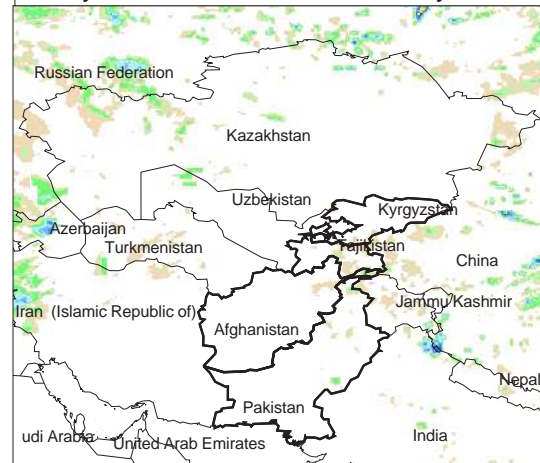 Russian Federation
Kazakhstan
Uzbekistan
Kyrgyzstan
Azerbaijan
Turkmenistan
Tajikistan
China
Iran (Islamic Republic of)
Jammu Kashmir
Afghanistan
Nepal
Pakistan
udi Arabia
United Arab Emirates
India